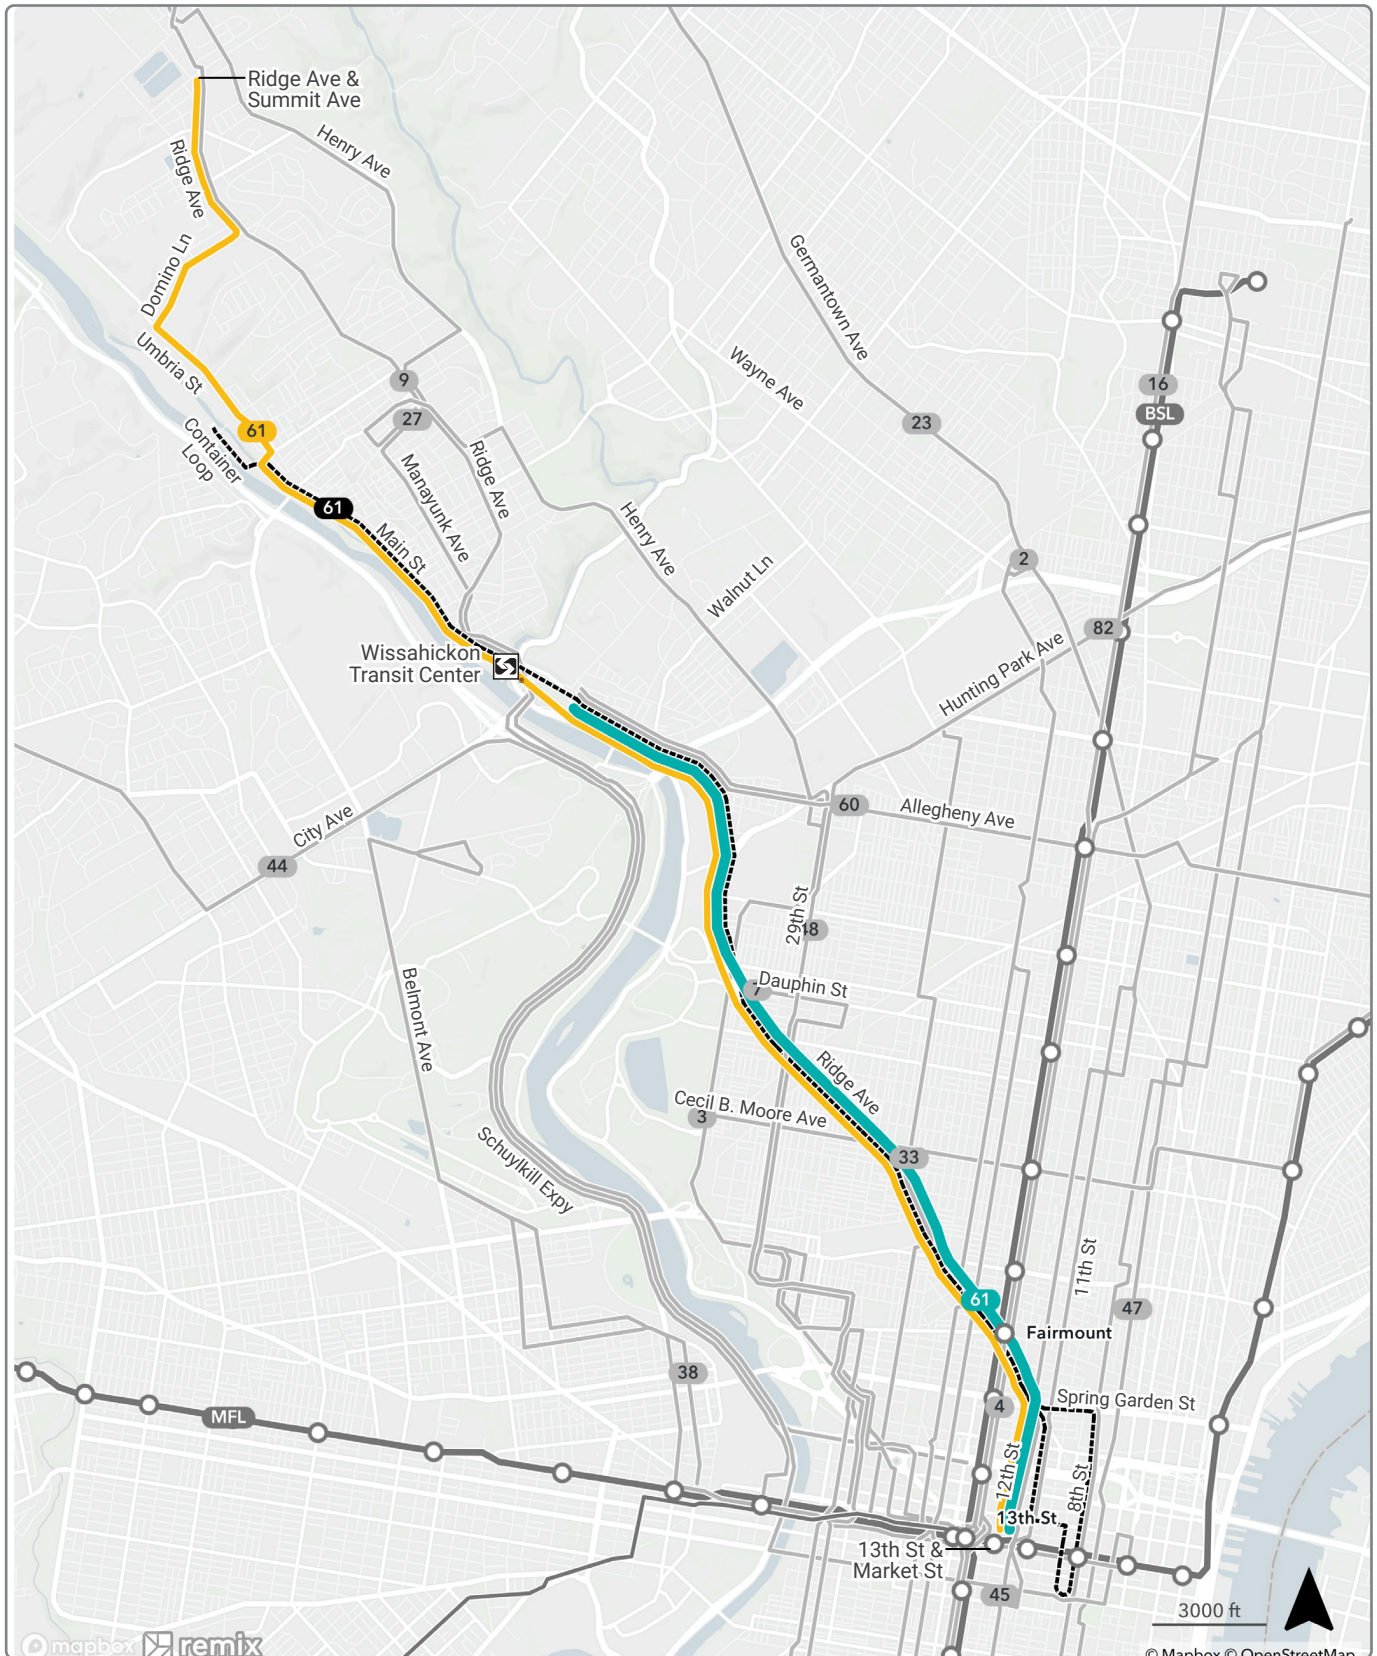 Ridge Ave &
Summit Ave
Henry Ave
Ridge Ave
Domino Ln
Umbria St
Germantown Ave
Wayne Ave
9
27
16
BSL
23
61
Container
Loop
Ridge Ave
Manayunk Ave
61
Main St
Henry Ave
Walnut Ln
2
82
Hunting Park Ave
Wissahickon
Transit Center
60
Allegheny Ave
City Ave
44
29th St
48
7
Dauphin St
Belmont Ave
Ridge Ave
Cecil B. Moore Ave
3
33
Schuylkill Expy
11th St
61
47
Fairmount
38
4
Spring Garden St
MFL
12th St
8th St
13th St
13th St &
Market St
45
3000 ft
mapbox
remix
© Mapbox © OpenStreetMap